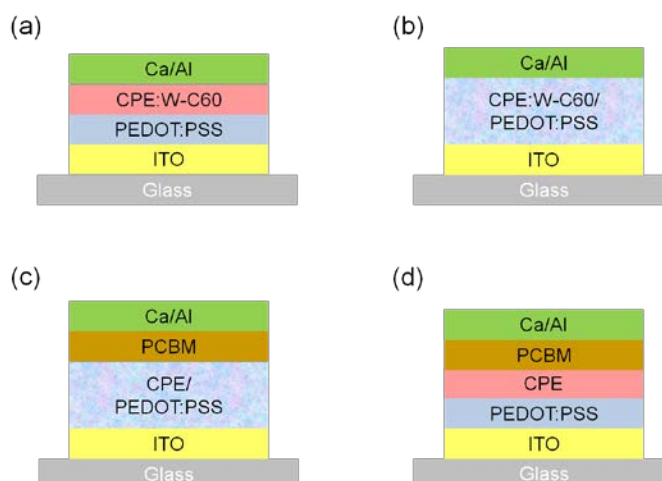 (a)
Ca/Al
CPE:W-C60
PEDOT:PSS
ITO
Glass
(b)
Ca/Al
CPE:W-C60/
PEDOT:PSS
ITO
Glass
(c)
Ca/Al
PCBM
CPE/
PEDOT:PSS
ITO
Glass
(d)
Ca/Al
PCBM
CPE
PEDOT:PSS
ITO
Glass